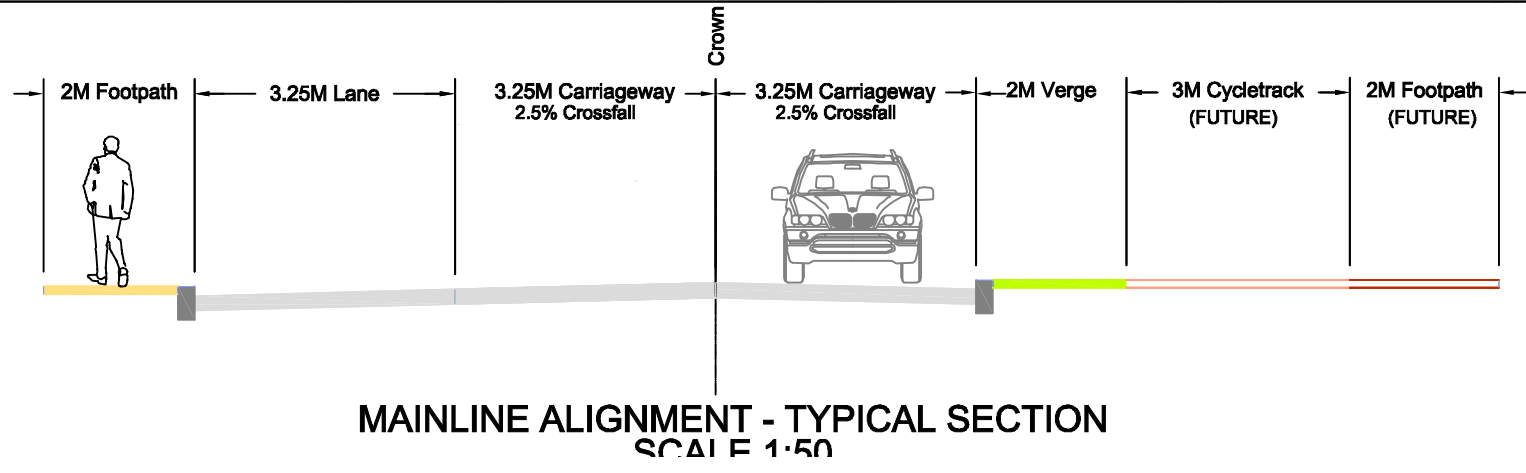 Crown
2M Footpath
3.25M Lane
3.25M Carriageway
2.5% Crossfall
3.25M Carriageway
2.5% Crossfall
2M Verge
3M Cycletrack
(FUTURE)
2M Footpath
(FUTURE)
MAINLINE ALIGNMENT - TYPICAL SECTION
SCALE 1:50